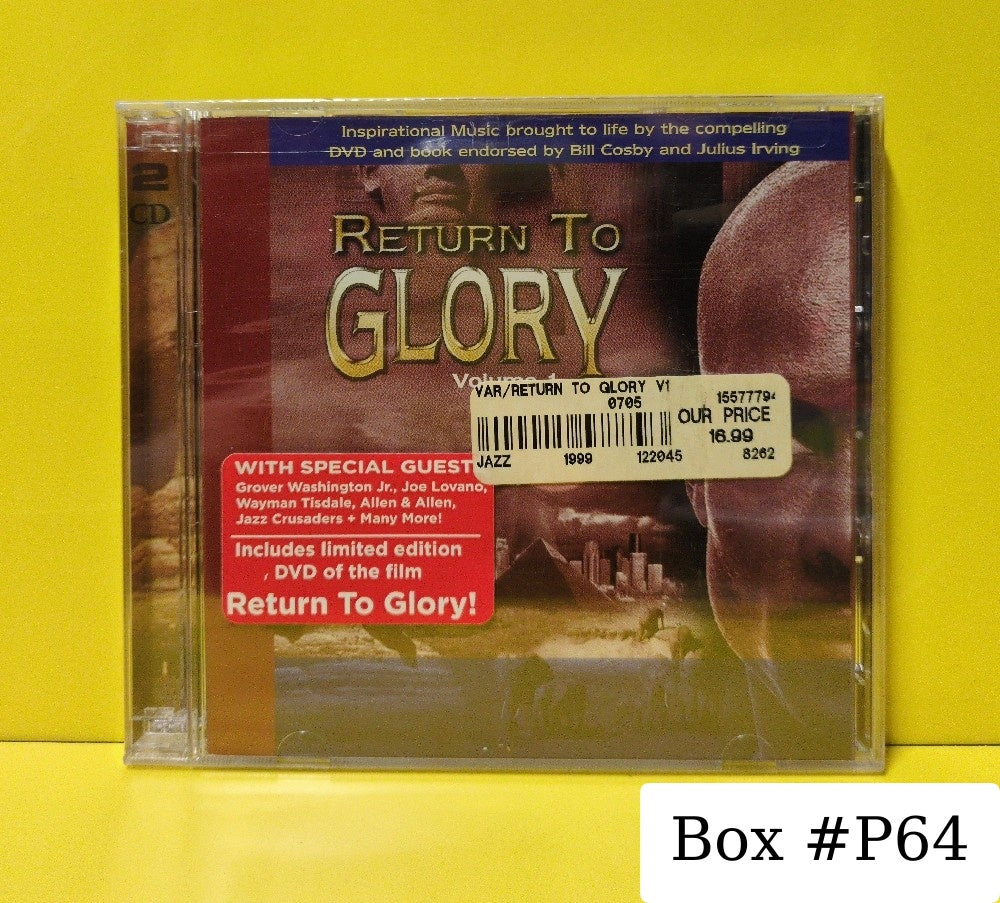 Inspirational Music brought to life by the compelling
DVD and book endorsed by Bill Cosby and Julius Irving
2
CD
RETURN TO
GLORY
Volume 1
VAR/RETURN TO GLORY V1
15577794
0705
OUR PRICE
16.99
JAZZ 1999 122045 8262
WITH SPECIAL GUEST
Grover Washington Jr., Joe Lovano,
Wayman Tisdale, Allen & Allen,
Jazz Crusaders + Many More!
Includes limited edition
, DVD of the film
Return To Glory!
Box #P64